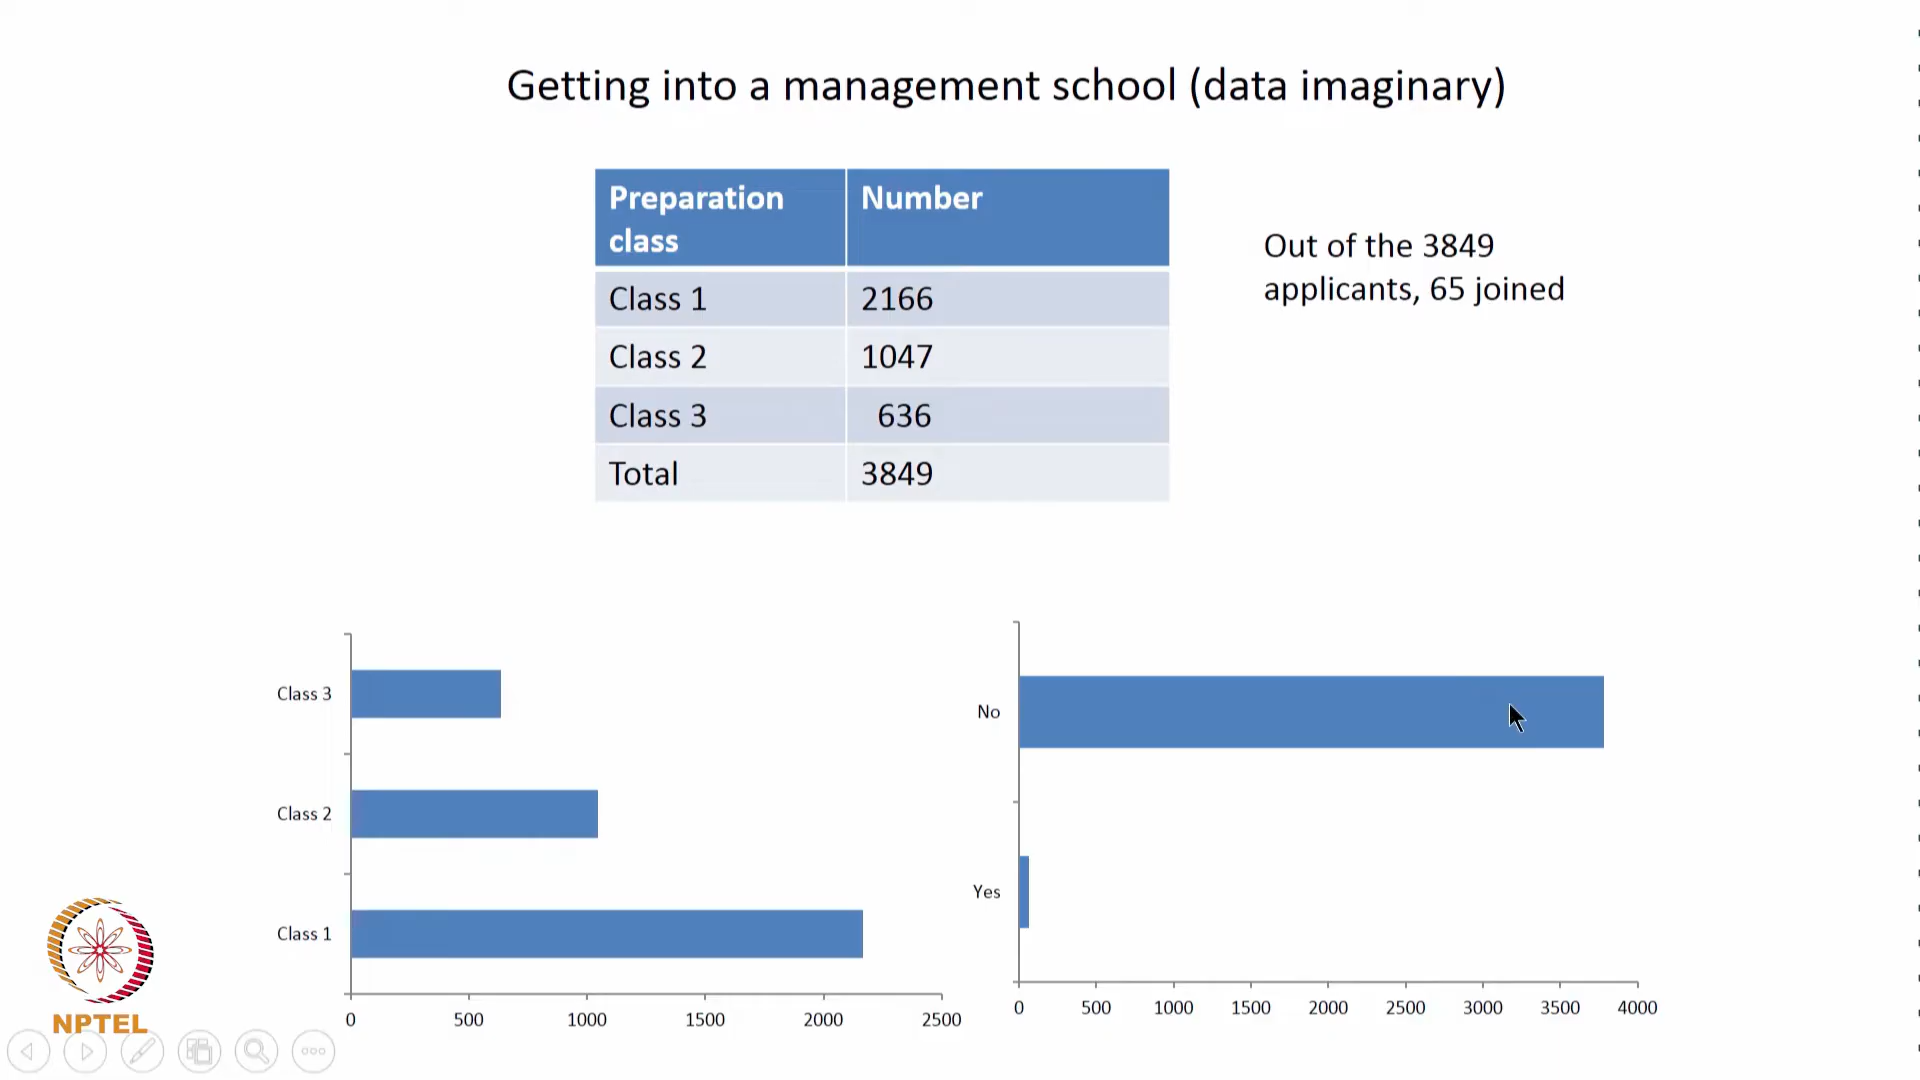 Getting into a management school (data imaginary)
Preparation class
Number
Class 1 2166
Class 2 1047
Class 3 636
Total 3849
Out of the 3849
applicants, 65 joined
Class 3
Class 2
Class 1
0 500 1000 1500 2000 2500
No
Yes
0 500 1000 1500 2000 2500 3000 3500 4000
NPTEL